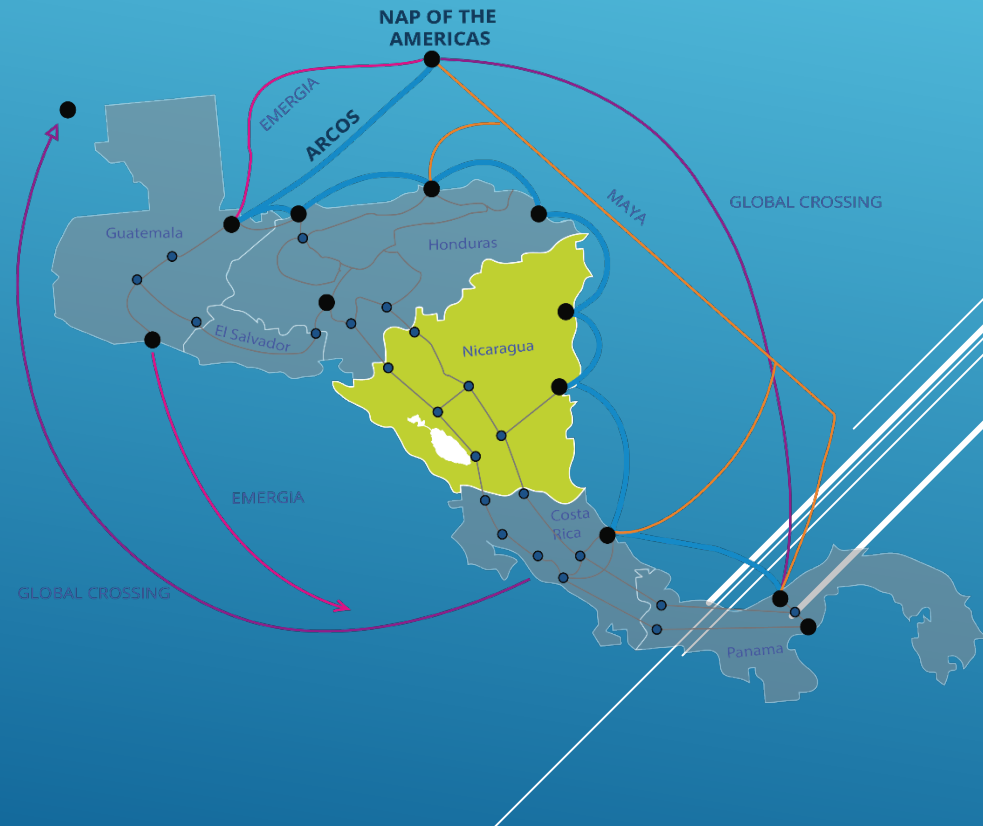 NAP OF THE
AMERICAS
EMERGIA
ARCOS
MAYA
GLOBAL CROSSING
Guatemala
Honduras
El Salvador
Nicaragua
EMERGIA
Costa
Rica
GLOBAL CROSSING
Panama